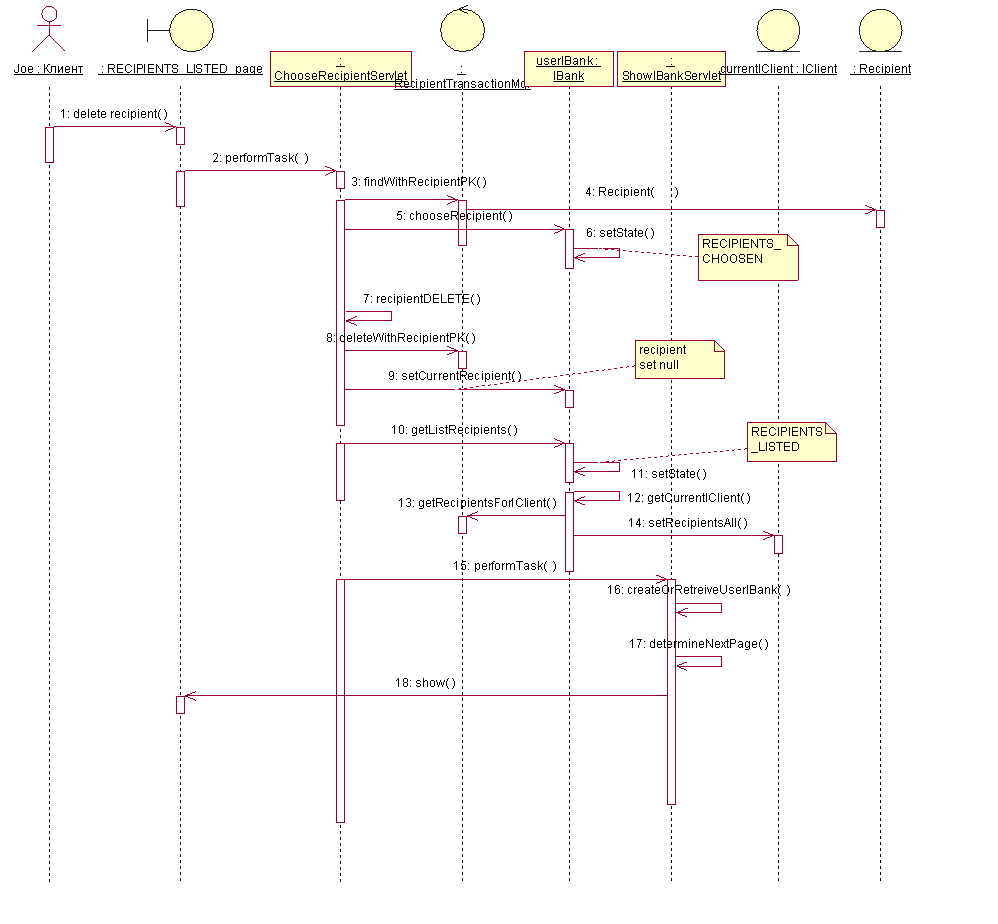 Joe : Клиент
: RECIPIENTS_LISTED_page
:
ChooseRecipientServlet
:
RecipientTransactionMo.
userIBank :
IBank
:
ShowIBankServlet
currentIClient : IClient
: Recipient
1: delete recipient( )
2: performTask( )
3: findWithRecipientPK( )
4: Recipient( )
5: chooseRecipient( )
6: setState( )
RECIPIENTS_
CHOOSEN
7: recipientDELETE( )
8: deleteWithRecipientPK( )
recipient
set null
9: setCurrentRecipient( )
10: getListRecipients( )
RECIPIENTS
_LISTED
11: setState( )
12: getCurrentIClient( )
13: getRecipientsForIClient( )
14: setRecipientsAll( )
15: performTask( )
16: createOrRetreiveUserIBank( )
17: determineNextPage( )
18: show( )